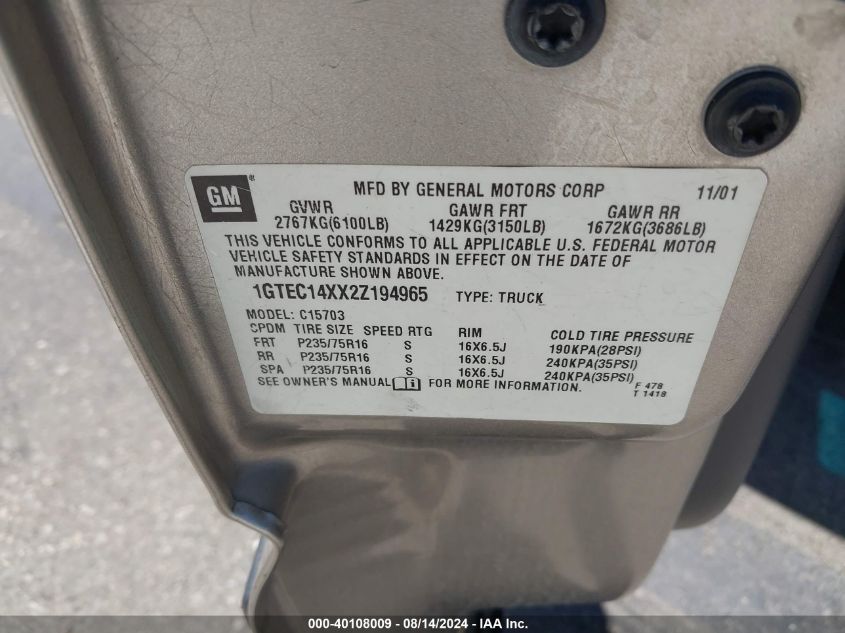 GM®
MFD BY GENERAL MOTORS CORP 11/01
GVWR GAWR FRT GAWR RR
2767KG(6100LB) 1429KG(3150LB) 1672KG(3686LB)
THIS VEHICLE CONFORMS TO ALL APPLICABLE U.S. FEDERAL MOTOR
VEHICLE SAFETY STANDARDS IN EFFECT ON THE DATE OF
MANUFACTURE SHOWN ABOVE.
1GTEC14XX2Z194965 TYPE: TRUCK
MODEL: C15703
CPDM TIRE SIZE SPEED RTG RIM COLD TIRE PRESSURE
FRT P235/75R16 S 16X6.5J 190KPA(28PSI)
RR P235/75R16 S 16X6.5J 240KPA(35PSI)
SPA P235/75R16 S 16X6.5J 240KPA(35PSI)
SEE OWNER'S MANUAL FOR MORE INFORMATION.
F 478
T 1418
000-40108009 - 08/14/2024 - IAA Inc.